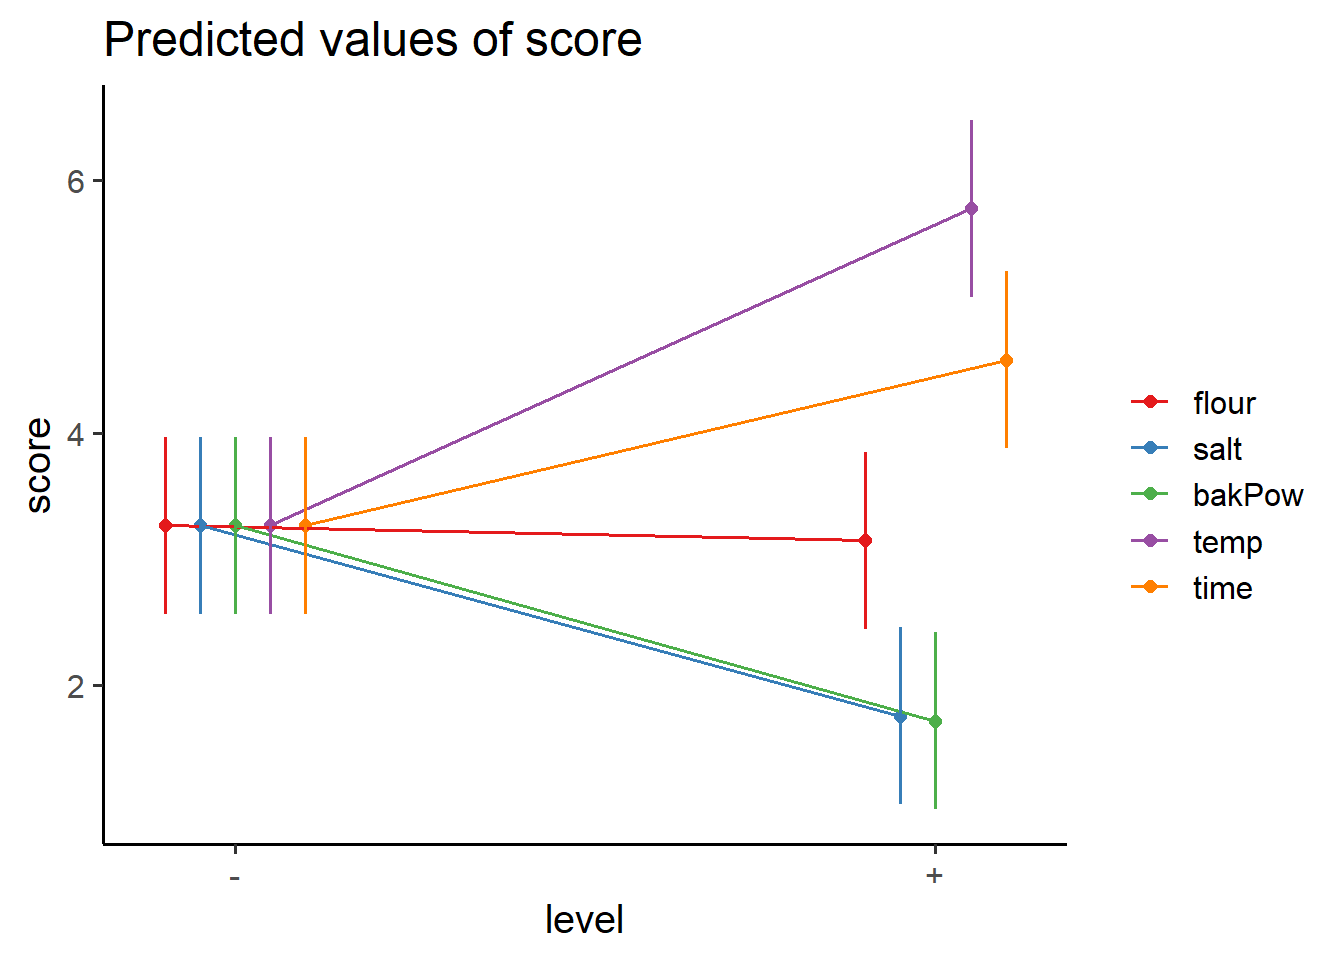 Predicted values of score
6
4
2
score
-
+
level
flour
salt
bakPow
temp
time